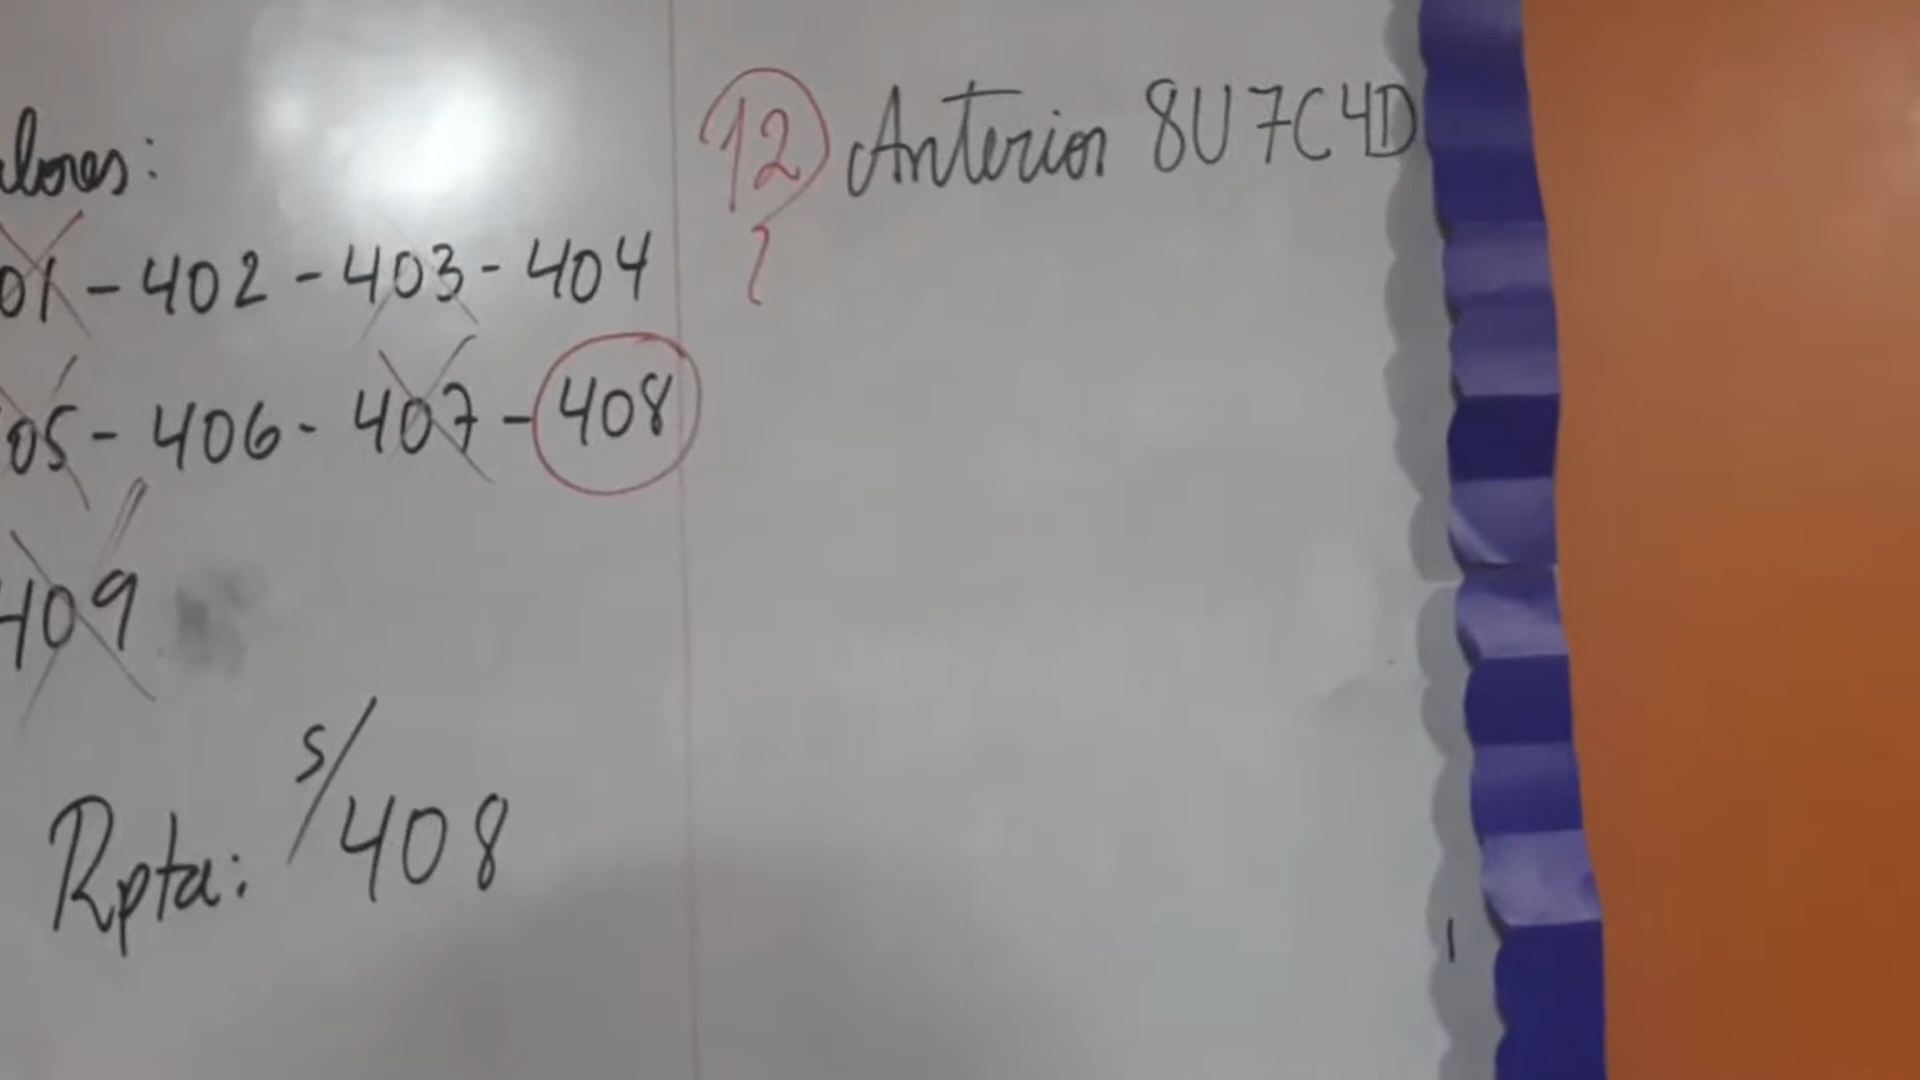 lores:
01 - 402 - 403 - 404
05 - 406 - 407 - 408
409
Rpta: s/408
12 Anterior 8U7C4D
?